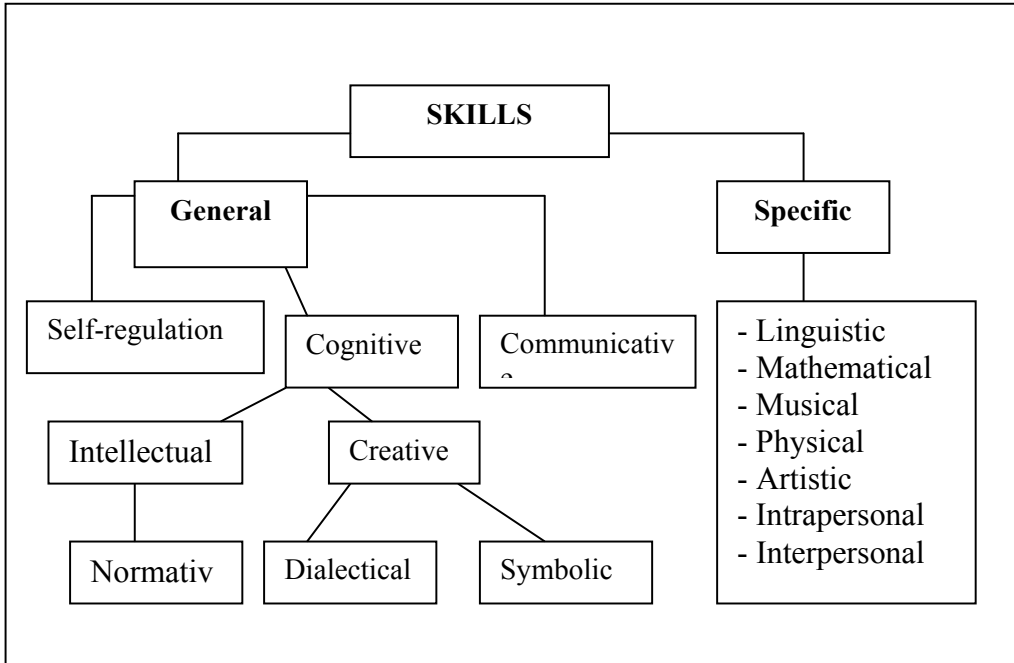 SKILLS
General
Specific
Self-regulation
Cognitive
Communicativ
- Linguistic
- Mathematical
- Musical
- Physical
- Artistic
- Intrapersonal
- Interpersonal
Intellectual
Creative
Normativ
Dialectical
Symbolic